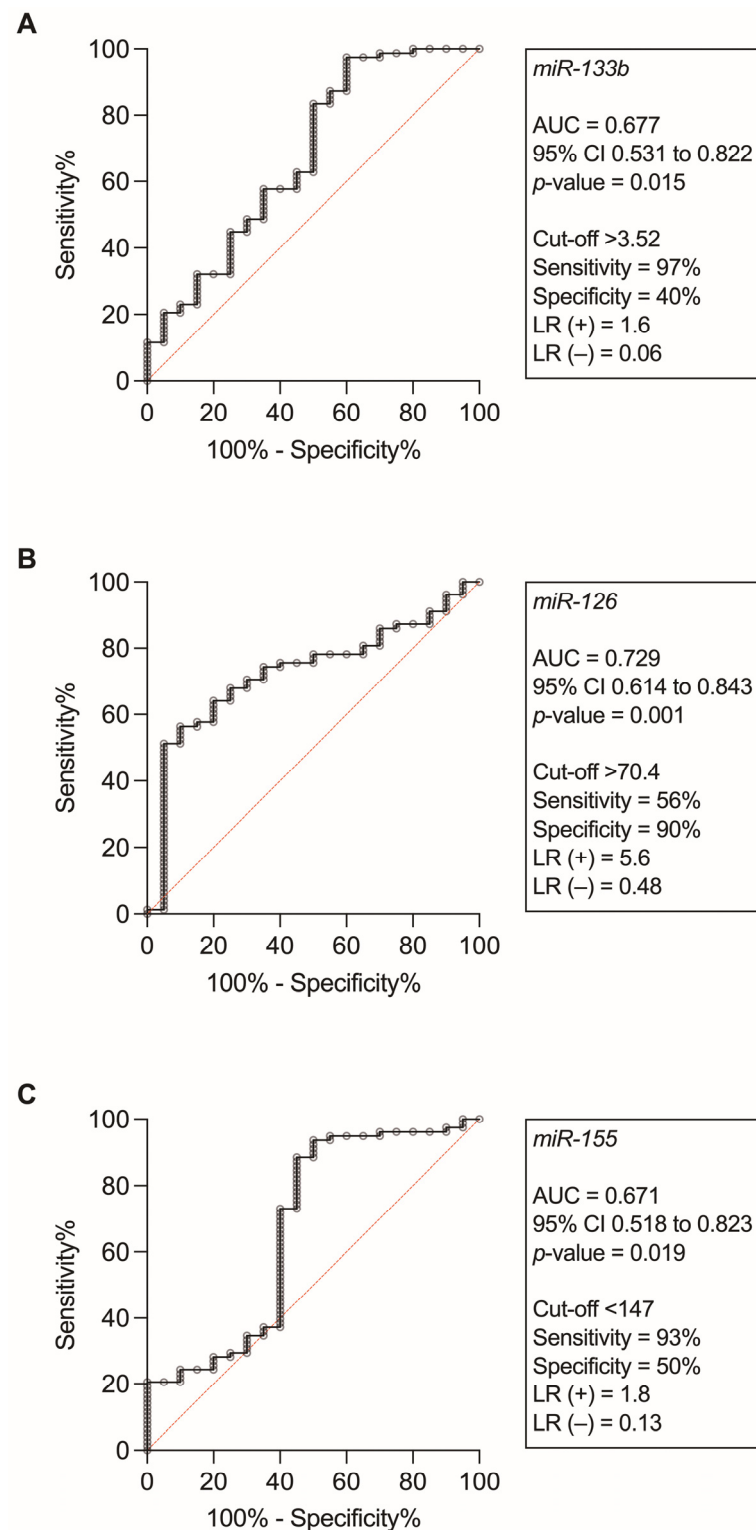 A
100
80
60
40
20
0
Sensitivity%
0 20 40 60 80 100
100% - Specificity%
miR-133b
AUC = 0.677
95% CI 0.531 to 0.822
p-value = 0.015
Cut-off >3.52
Sensitivity = 97%
Specificity = 40%
LR (+) = 1.6
LR (–) = 0.06
B
100
80
60
40
20
0
Sensitivity%
0 20 40 60 80 100
100% - Specificity%
miR-126
AUC = 0.729
95% CI 0.614 to 0.843
p-value = 0.001
Cut-off >70.4
Sensitivity = 56%
Specificity = 90%
LR (+) = 5.6
LR (–) = 0.48
C
100
80
60
40
20
0
Sensitivity%
0 20 40 60 80 100
100% - Specificity%
miR-155
AUC = 0.671
95% CI 0.518 to 0.823
p-value = 0.019
Cut-off <147
Sensitivity = 93%
Specificity = 50%
LR (+) = 1.8
LR (–) = 0.13